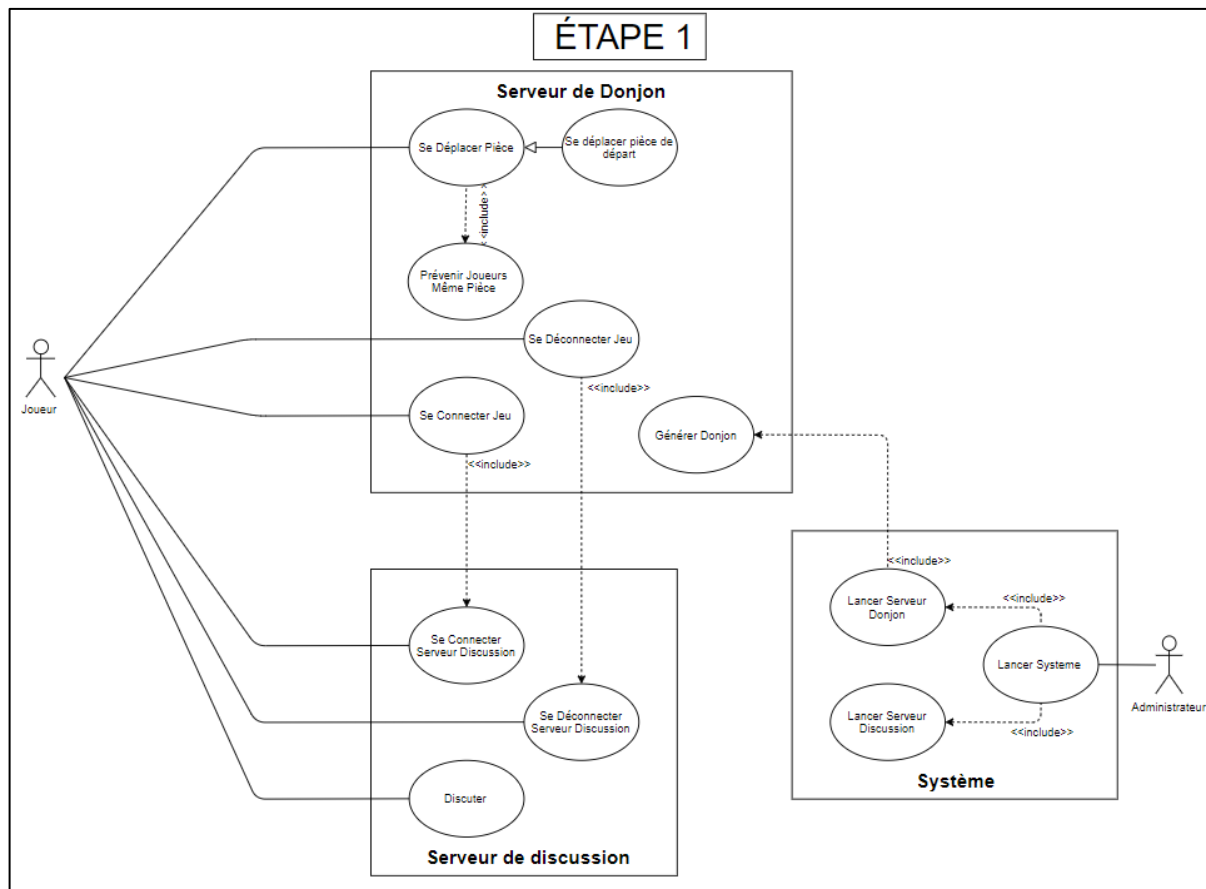 ÉTAPE 1
Serveur de Donjon
Se Déplacer Pièce
Se déplacer pièce de
départ
<<include>>
Prévenir Joueurs
Même Pièce
Se Déconnecter Jeu
<<include>>
Joueur
Se Connecter Jeu
<<include>>
Générer Donjon
<<include>>
Lancer Serveur
Donjon
<<include>>
Se Connecter
Serveur Discussion
Lancer Systeme
Administrateur
Se Déconnecter
Serveur Discussion
Lancer Serveur
Discussion
<<include>>
Système
Discuter
Serveur de discussion